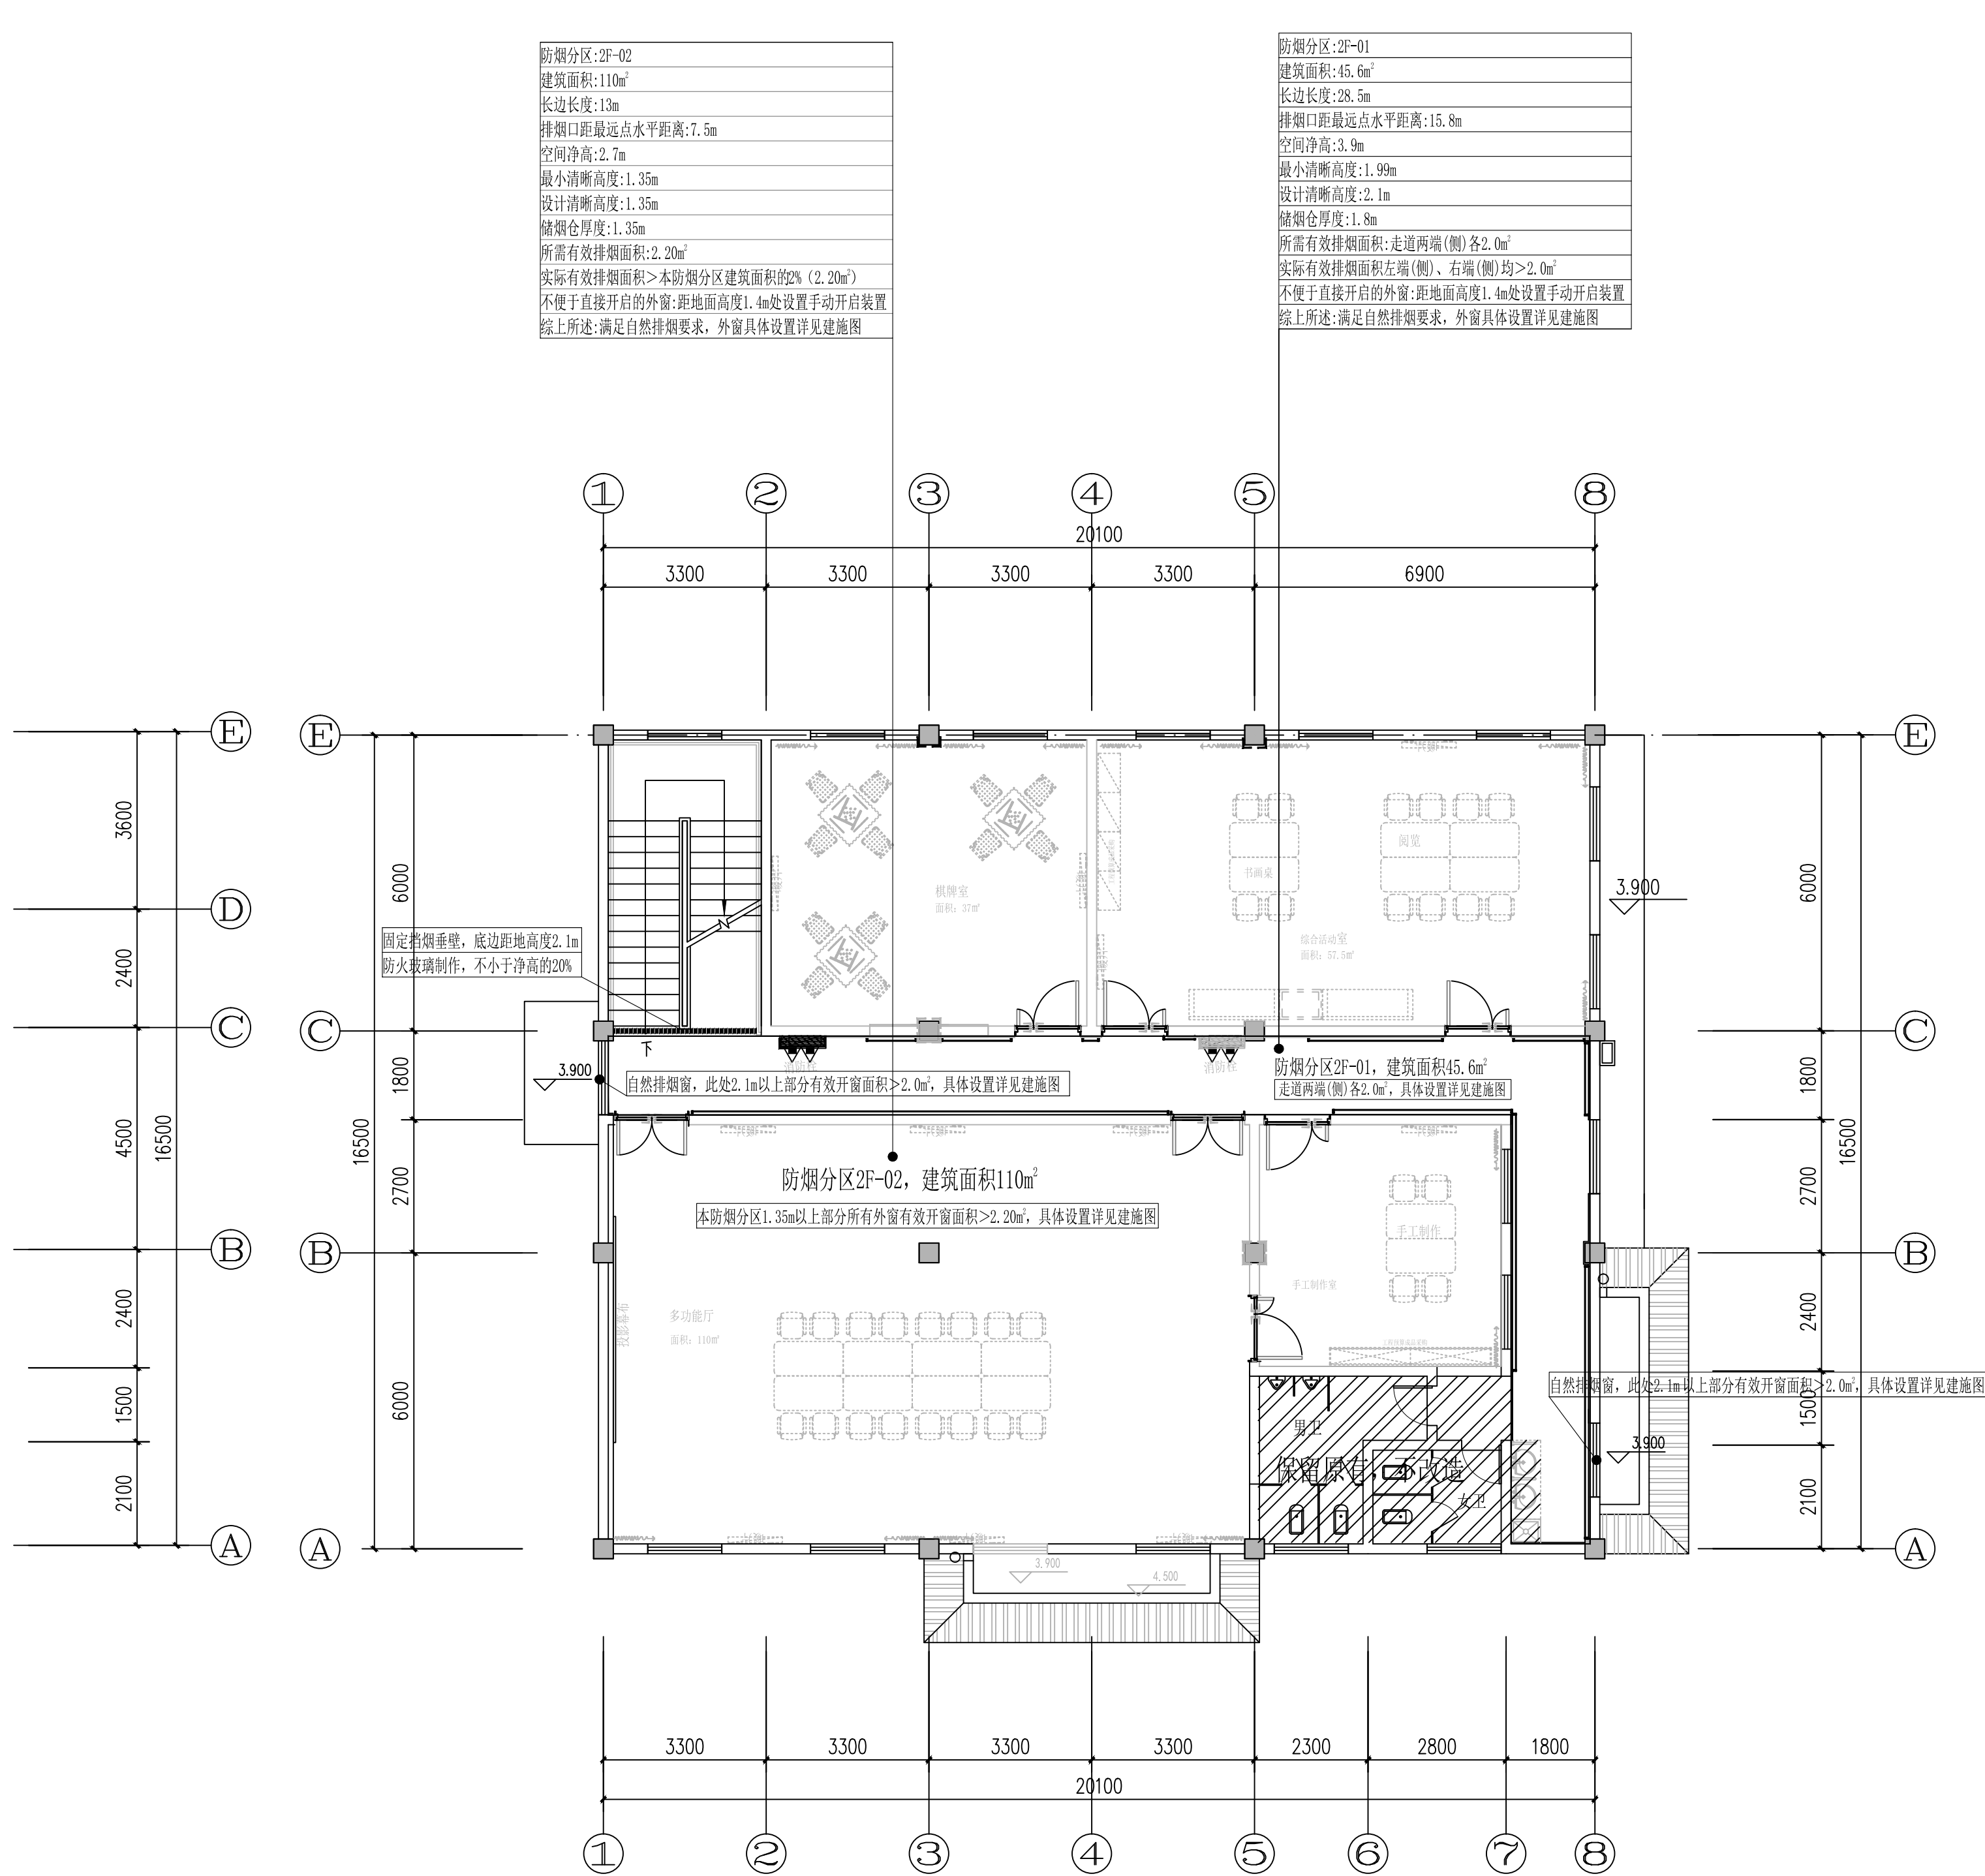 防烟分区:2F-02
建筑面积:110m²
长边长度:13m
排烟口距最远点水平距离:7.5m
空间净高:2.7m
最小清晰高度:1.35m
设计清晰高度:1.35m
储烟仓厚度:1.35m
所需有效排烟面积:2.20m²
实际有效排烟面积>本防烟分区建筑面积的2%（2.20m²）
不便于直接开启的外窗:距地面高度1.4m处设置手动开启装置
综上所述:满足自然排烟要求，外窗具体设置详见建施图
防烟分区:2F-01
建筑面积:45.6m²
长边长度:28.5m
排烟口距最远点水平距离:15.8m
空间净高:3.9m
最小清晰高度:1.99m
设计清晰高度:2.1m
储烟仓厚度:1.8m
所需有效排烟面积:走道两端(侧)各2.0m²
实际有效排烟面积左端(侧)、右端(侧)均>2.0m²
不便于直接开启的外窗:距地面高度1.4m处设置手动开启装置
综上所述:满足自然排烟要求，外窗具体设置详见建施图
1 2 3 4 5 8
20100
3300 3300 3300 3300 6900
E E E
3600
6000
6000
D
3.900
棋牌室
面积：37㎡
阅览
书画桌
综合活动室
面积：57.5㎡
固定挡烟垂壁，底边距地高度2.1m
防火玻璃制作，不小于净高的20%
2400
C C C
下
消防栓
消防栓
3.900
1800
1800
自然排烟窗，此处2.1m以上部分有效开窗面积>2.0m²，具体设置详见建施图
防烟分区2F-01，建筑面积45.6m²
走道两端(侧)各2.0m²，具体设置详见建施图
4500
16500
16500
16500
2700
2700
防烟分区2F-02，建筑面积110m²
本防烟分区1.35m以上部分所有外窗有效开窗面积>2.20m²，具体设置详见建施图
手工制作
B B B
手工制作室
多功能厅
面积：110㎡
投影幕布
2400
2400
6000
自然排烟窗，此处2.1m以上部分有效开窗面积>2.0m²，具体设置详见建施图
1500
1500
男卫
保留原有，不改造
女卫
3.900
2100
2100
A A A
3.900
4.500
3300 3300 3300 3300 2300 2800 1800
20100
1 2 3 4 5 6 7 8